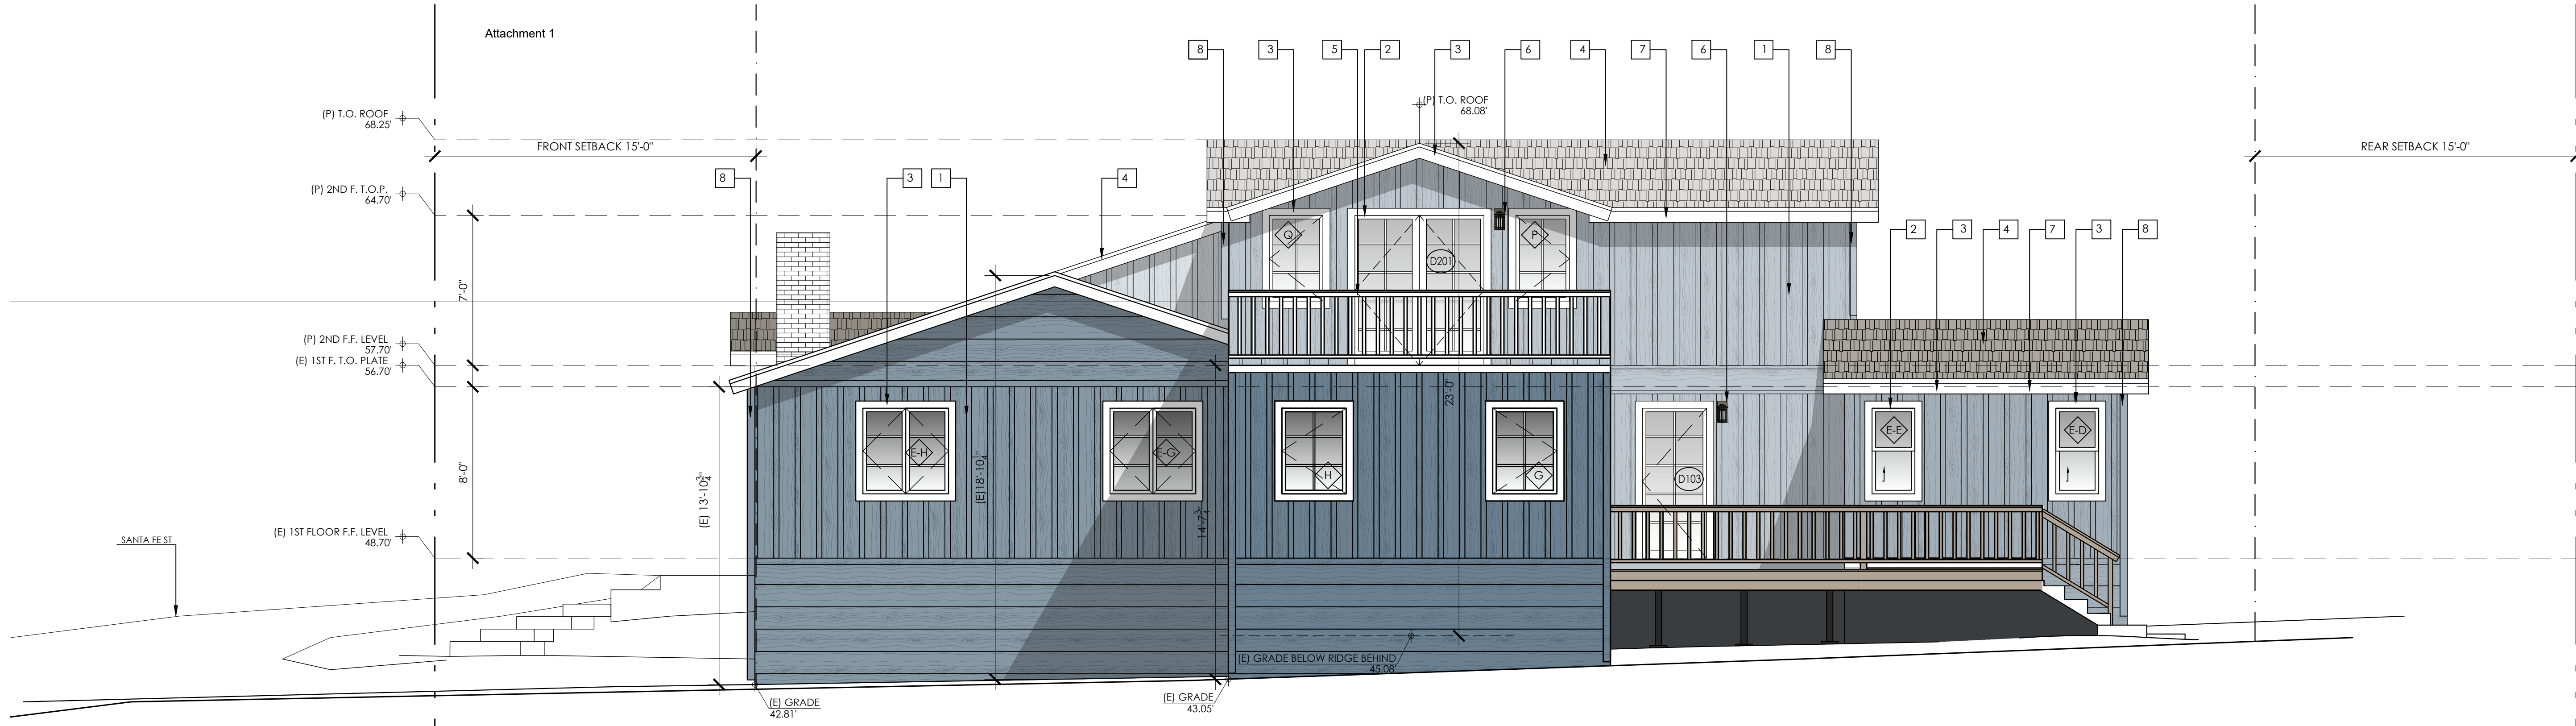 Attachment 1
8
3
5
2
3
6
4
7
6
1
8
(P) T.O. ROOF
68.25'
(P) T.O. ROOF
68.08'
FRONT SETBACK 15'-0"
REAR SETBACK 15'-0"
8
3
1
4
(P) 2ND F. T.O.P.
64.70'
2
3
4
7
3
8
Q
P
D201
7'-0"
(P) 2ND F.F. LEVEL
57.70'
(E) 1ST F. T.O. PLATE
56.70'
23'-0"
8'-0"
(E) 13'-10 3/4"
(E)18'-10 1/4"
14'-7 3/4"
E-H
E-G
H
G
D103
E-E
E-D
(E) 1ST FLOOR F.F. LEVEL
48.70'
SANTA FE ST
(E) GRADE BELOW RIDGE BEHIND
45.08'
(E) GRADE
42.81'
(E) GRADE
43.05'